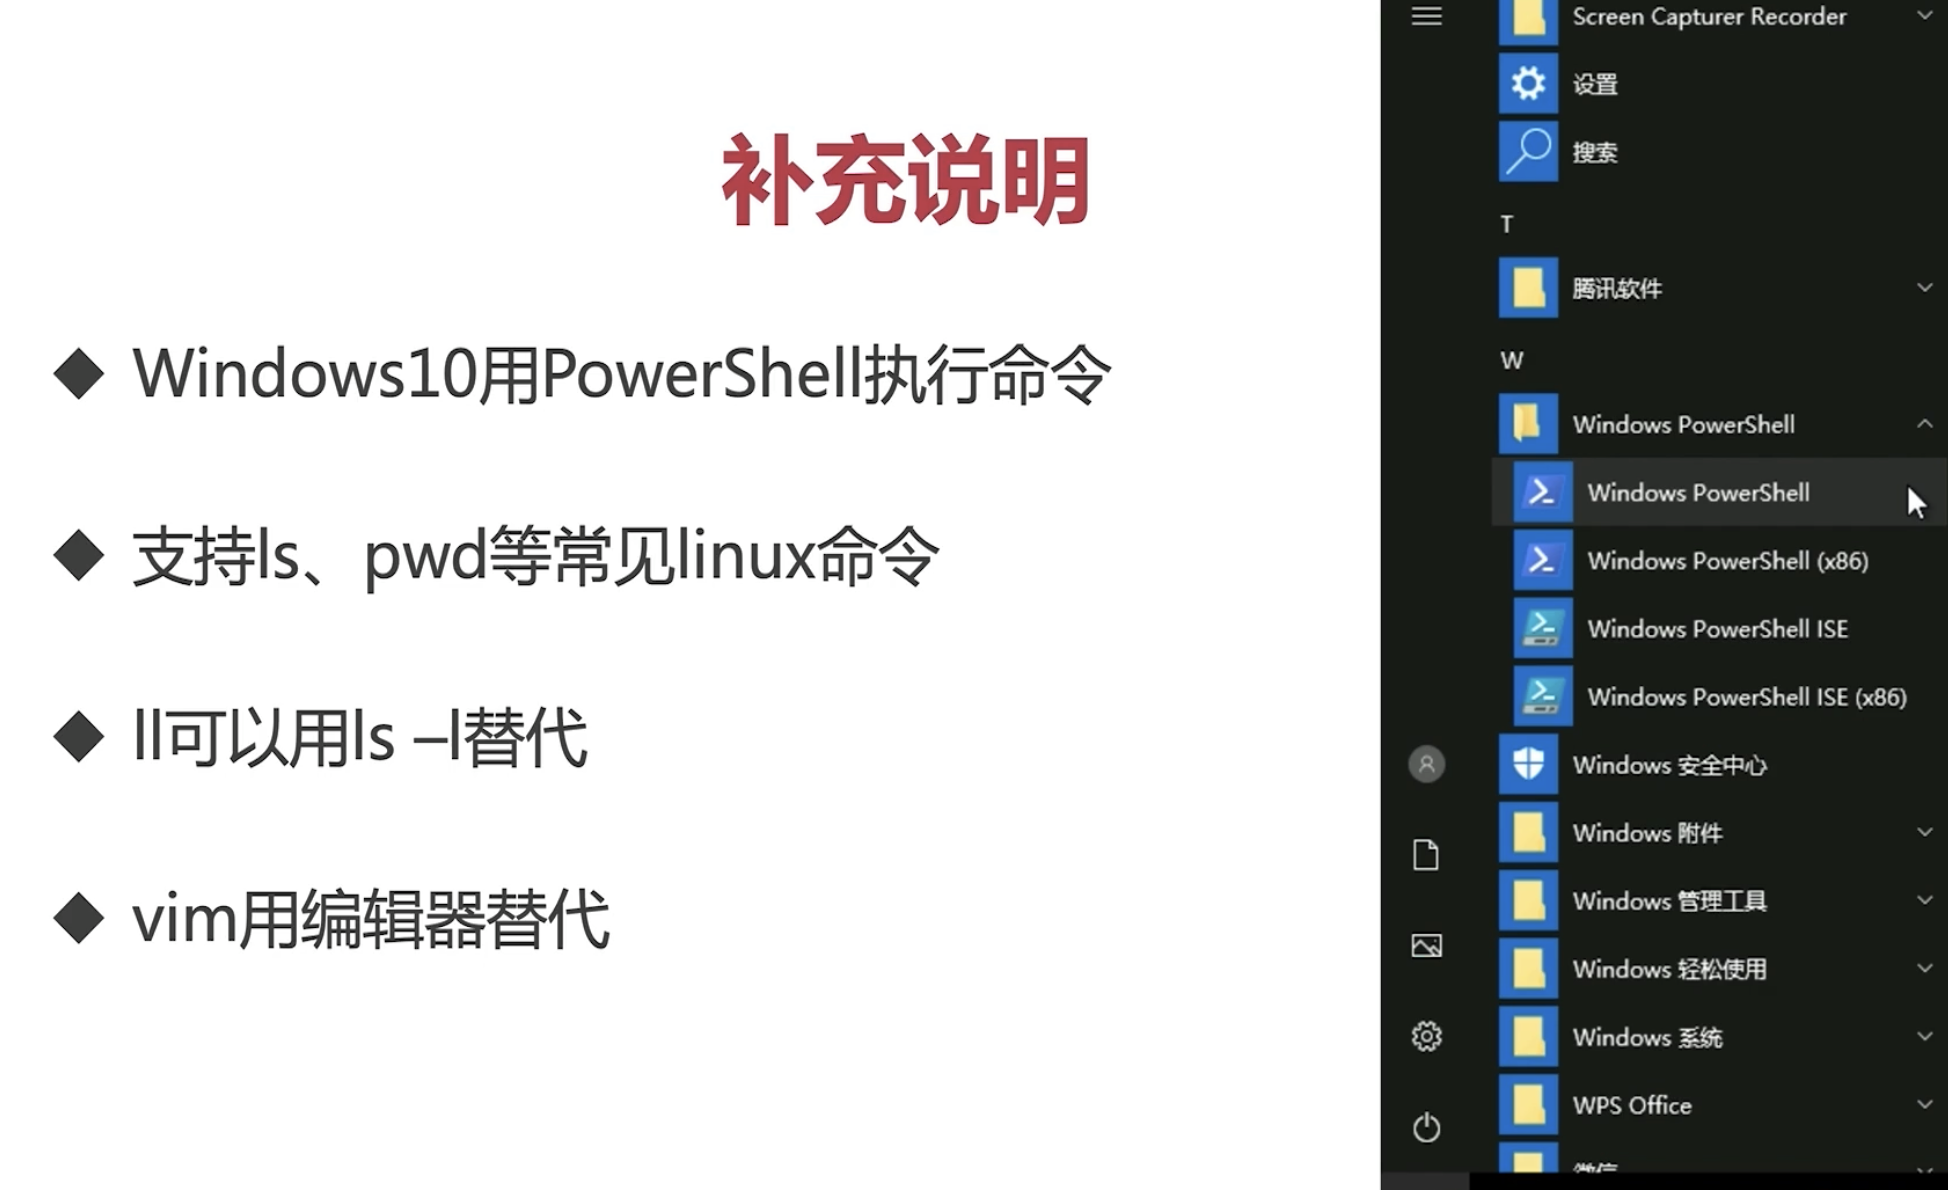 补充说明
Windows10用PowerShell执行命令
支持ls、pwd等常见linux命令
ll可以用ls –l替代
vim用编辑器替代
Screen Capturer Recorder
设置
搜索
T
腾讯软件
W
Windows PowerShell
Windows PowerShell
Windows PowerShell (x86)
Windows PowerShell ISE
Windows PowerShell ISE (x86)
Windows 安全中心
Windows 附件
Windows 管理工具
Windows 轻松使用
Windows 系统
WPS Office
微信